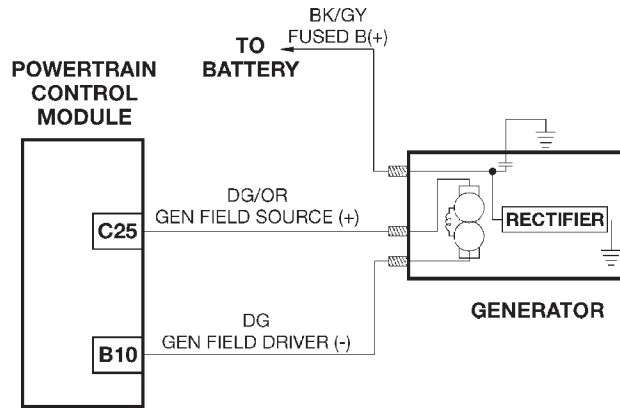 BK/GY
FUSED B(+)
TO
BATTERY
POWERTRAIN
CONTROL
MODULE
DG/OR
GEN FIELD SOURCE (+)
C25
RECTIFIER
GENERATOR
DG
GEN FIELD DRIVER (-)
B10